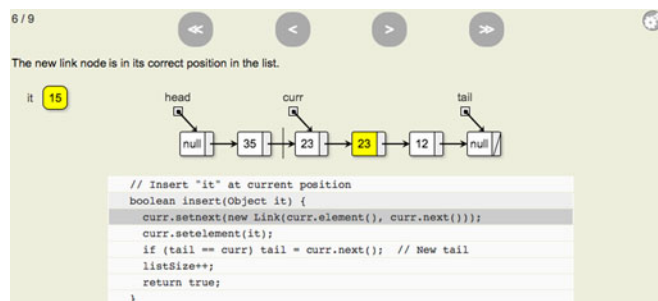 6 / 9
<< < > >>
The new link node is in its correct position in the list.
it 15
head curr tail
null 35 23 23 12 null
// Insert "it" at current position
boolean insert(Object it) {
curr.setnext(new Link(curr.element(), curr.next()));
curr.setelement(it);
if (tail == curr) tail = curr.next(); // New tail
listSize++;
return true;
}